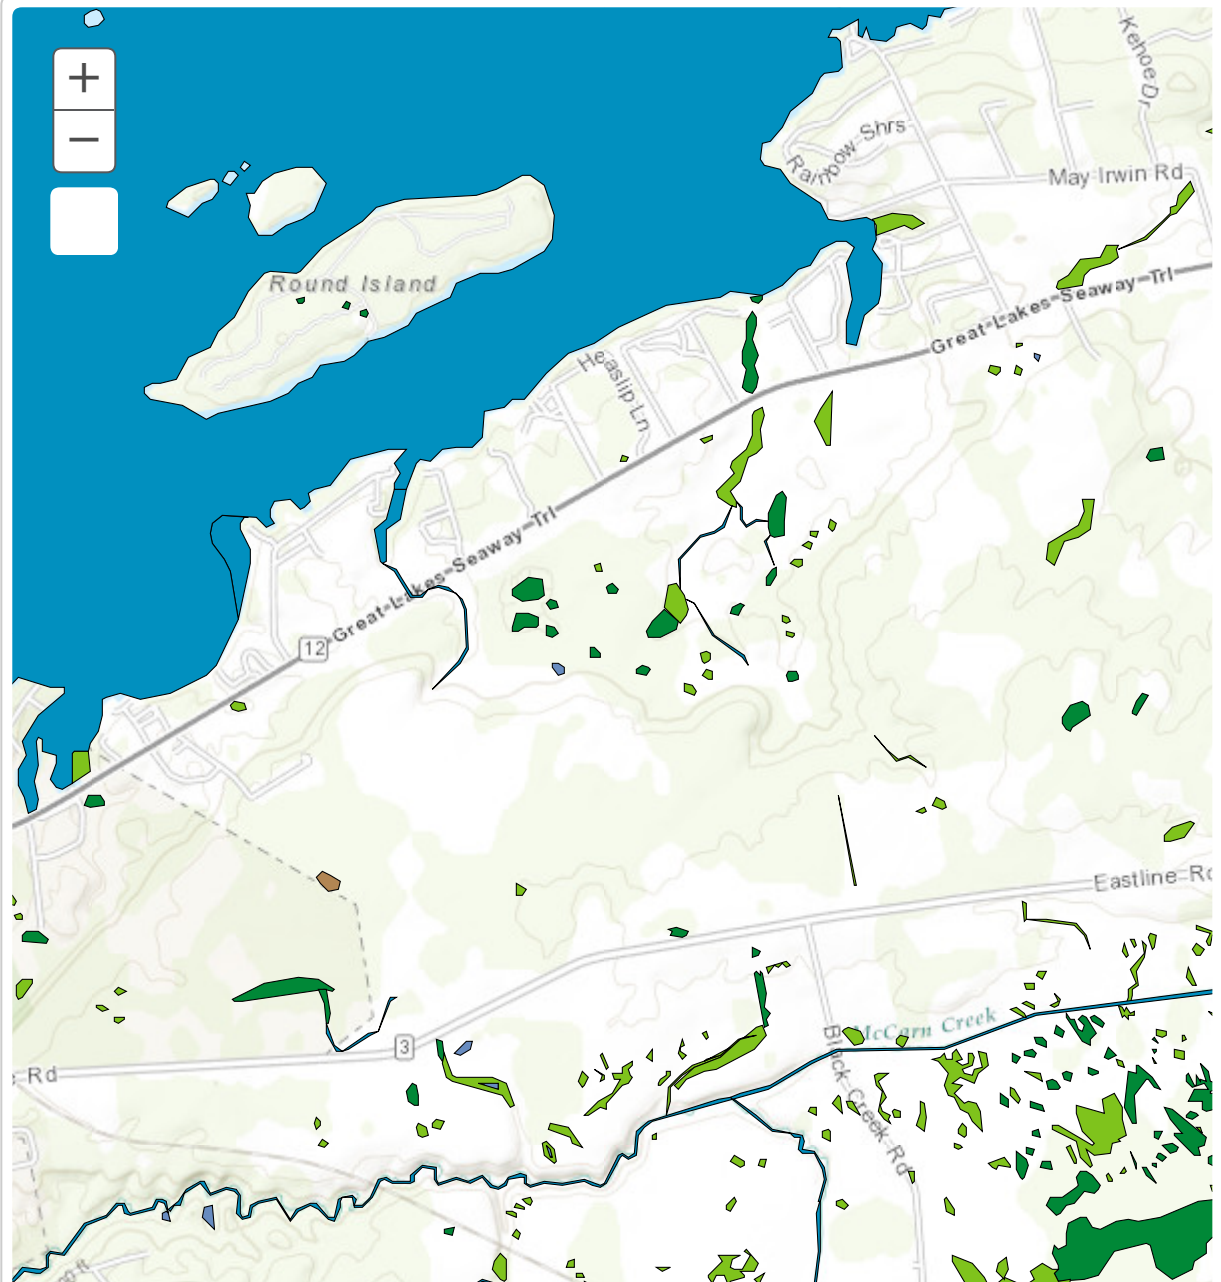 +
−
Kehoe Dr
Rainbow Shrs
May Irwin Rd
Round Island
Great Lakes Seaway Trl
Heaslip Ln
Great Lakes Seaway Trl
12
Eastline Rd
McCarn Creek
3
Black Creek Rd
Rd